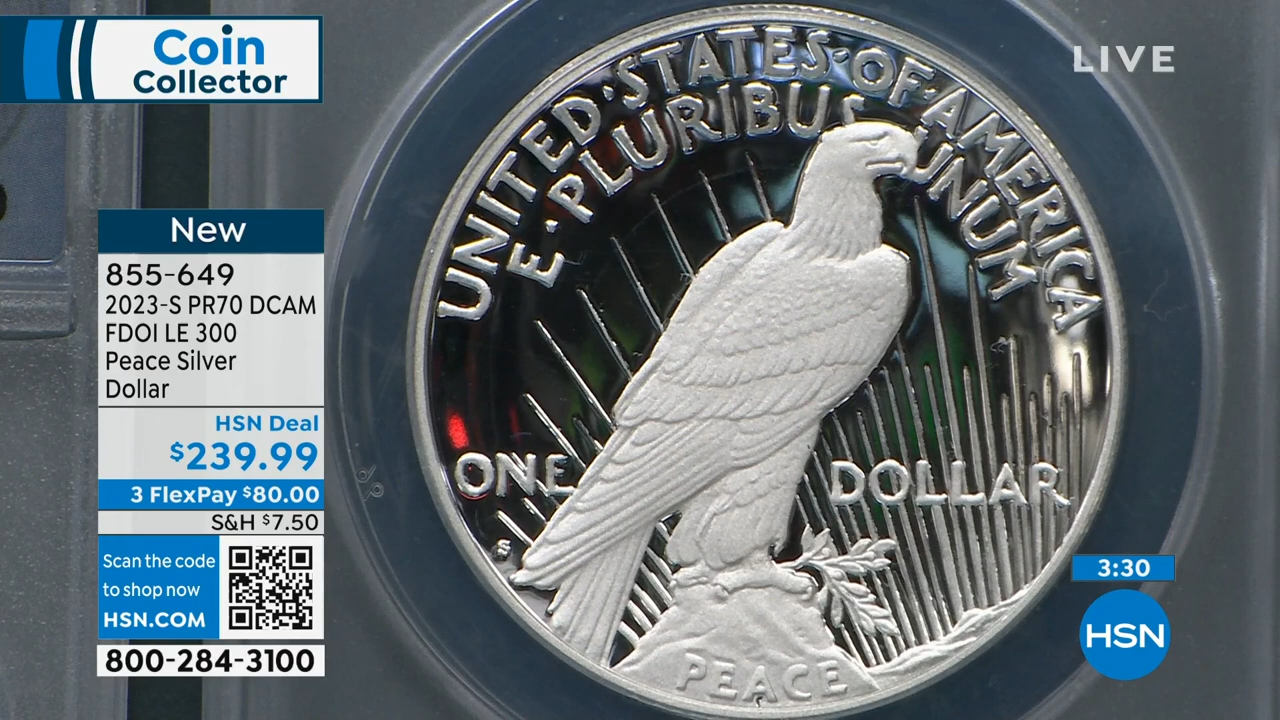 Coin
Collector
LIVE
New
855-649
2023-S PR70 DCAM
FDOI LE 300
Peace Silver
Dollar
HSN Deal
$239.99
3 FlexPay $80.00
S&H $7.50
Scan the code
to shop now
HSN.COM
800-284-3100
UNITED·STATES·OF·AMERICA
E·PLURIBUS UNUM
ONE DOLLAR
S
PEACE
3:30
HSN